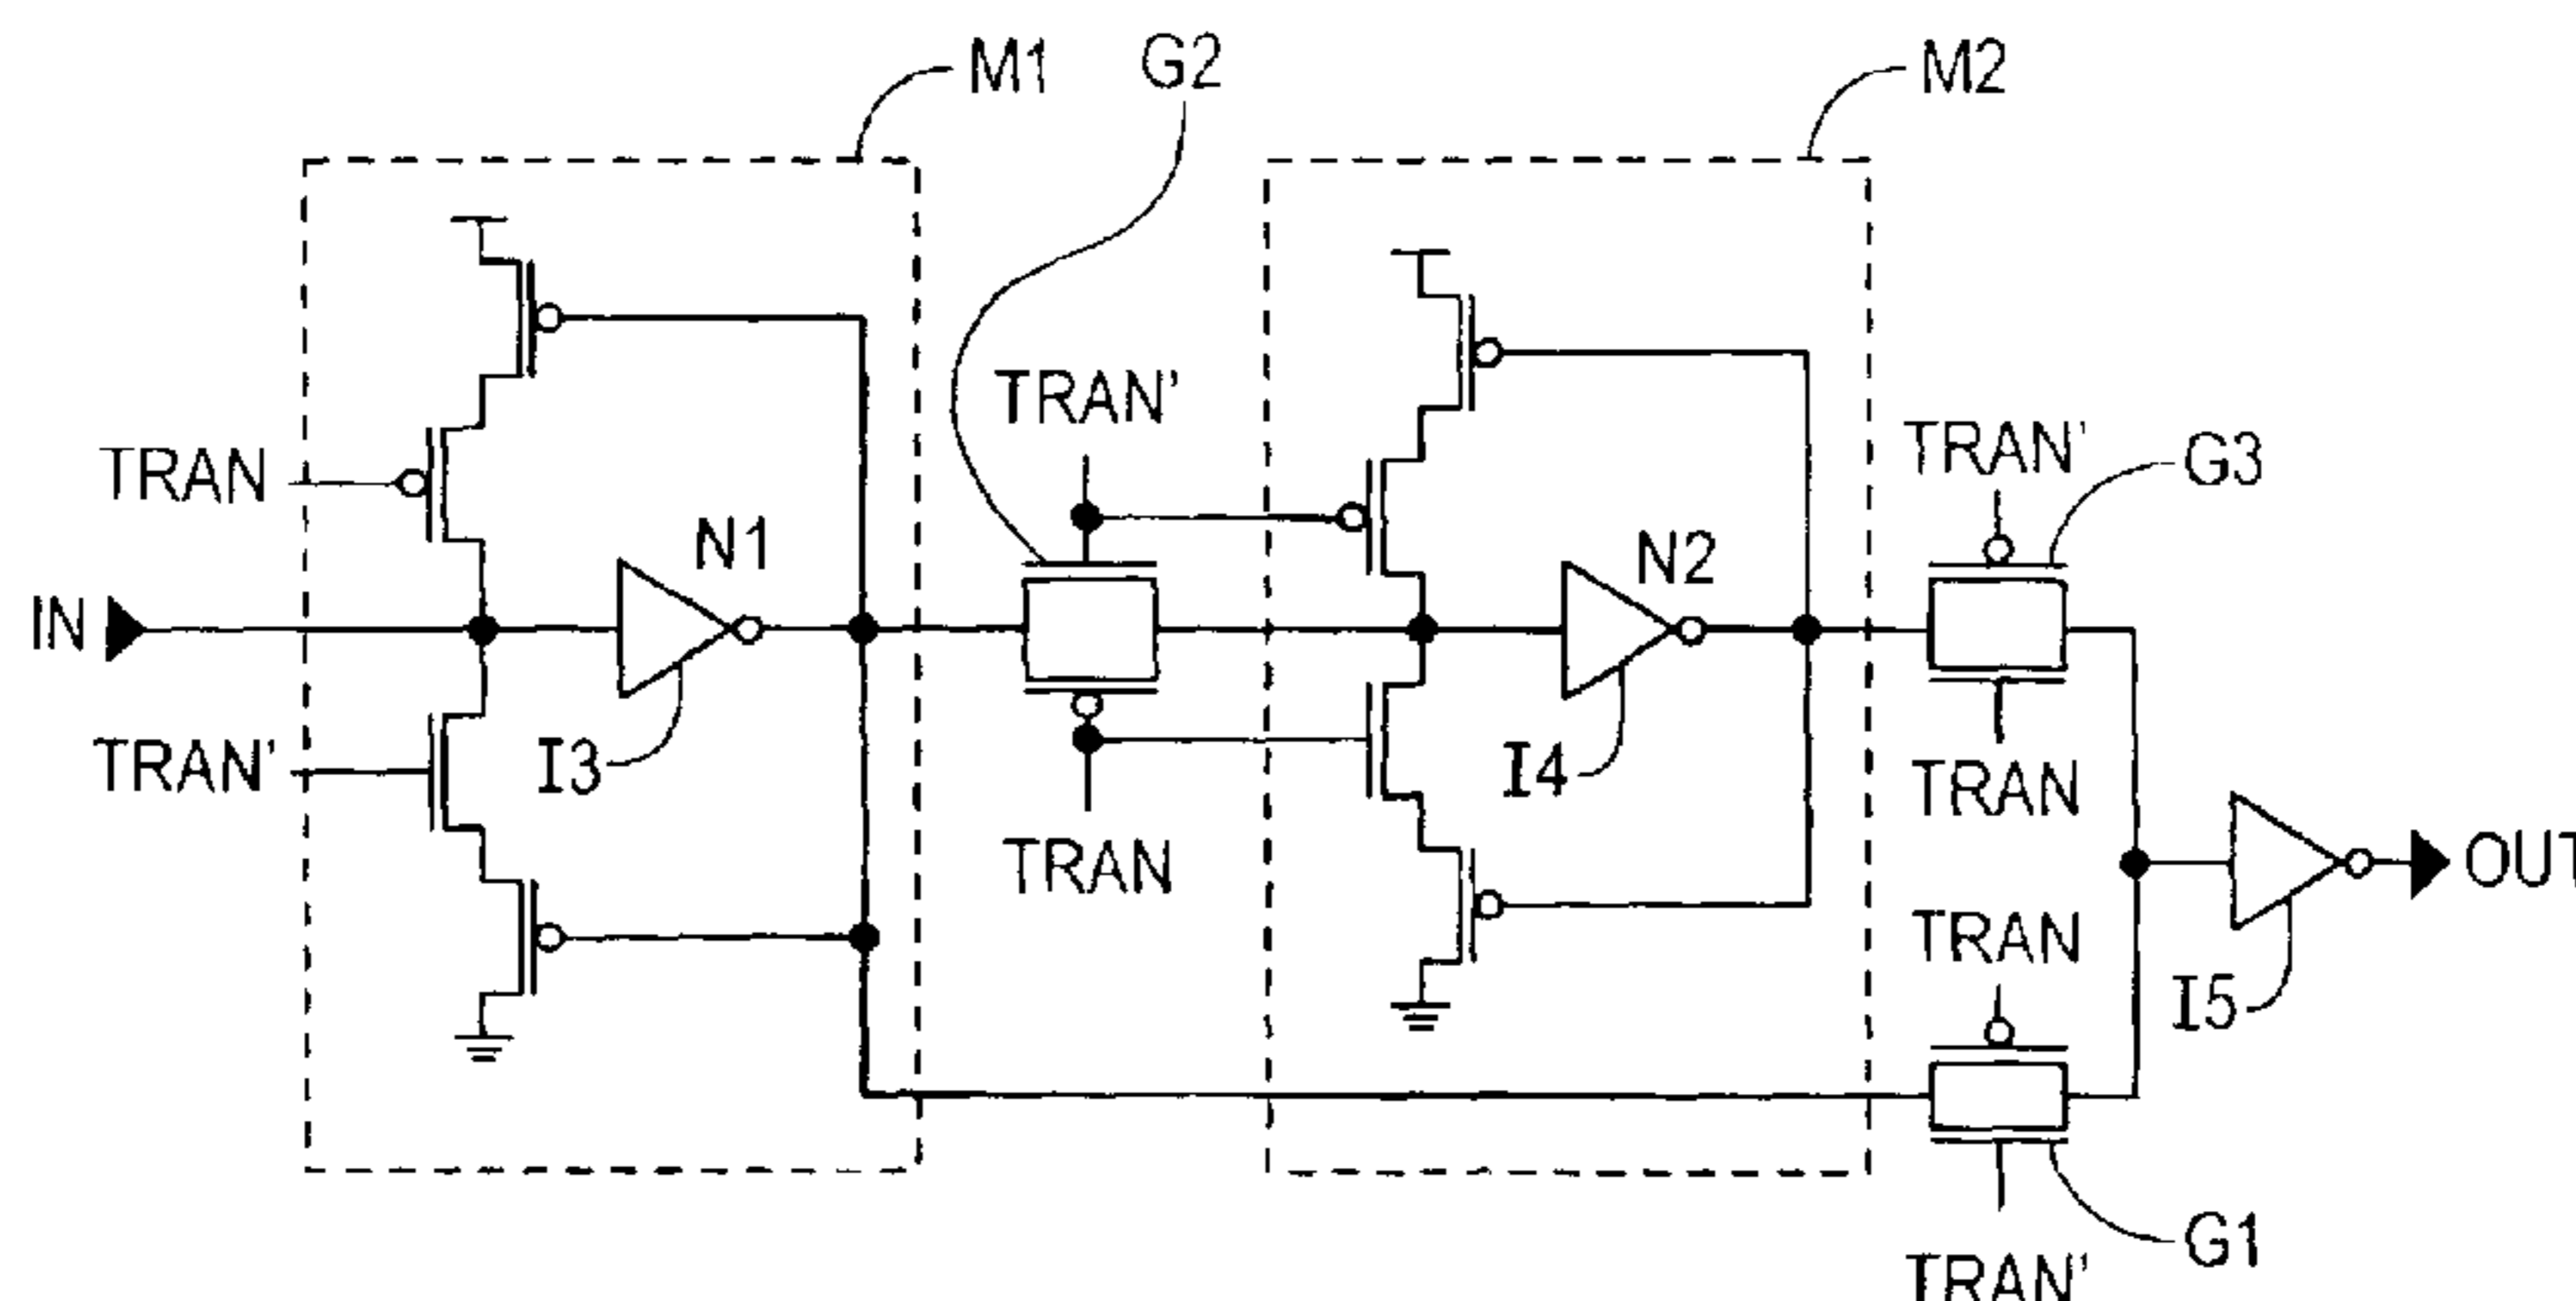 M1
G2
M2
TRAN'
TRAN'
G3
TRAN
N1
N2
IN
TRAN'
I3
I4
TRAN
TRAN
OUT
TRAN
I5
G1
TRAN'